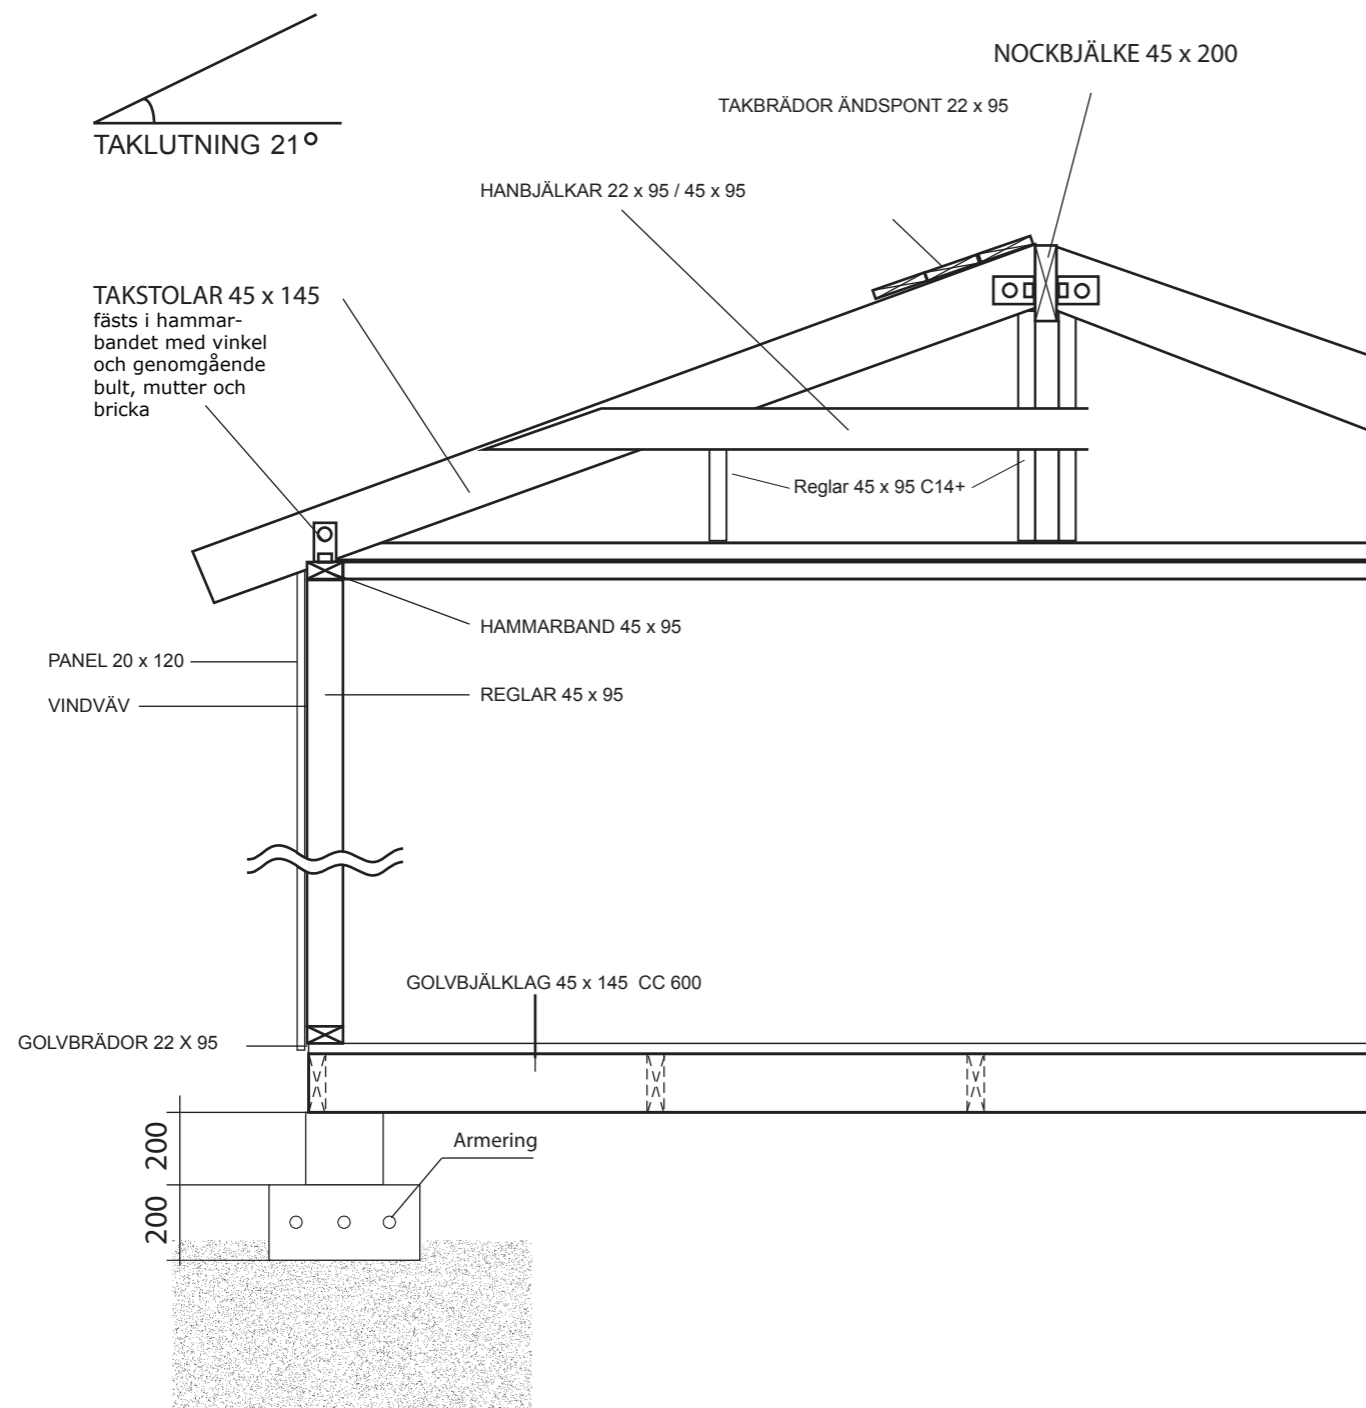 NOCKBJÄLKE 45 x 200
TAKBRÄDOR ÄNDSPONT 22 x 95
TAKLUTNING 21°
HANBJÄLKAR 22 x 95 / 45 x 95
TAKSTOLAR 45 x 145
fästs i hammar-
bandet med vinkel
och genomgående
bult, mutter och
bricka
Reglar 45 x 95 C14+
HAMMARBAND 45 x 95
PANEL 20 x 120
REGLAR 45 x 95
VINDVÄV
GOLVBJÄLKLAG 45 x 145 CC 600
GOLVBRÄDOR 22 X 95
200
Armering
200